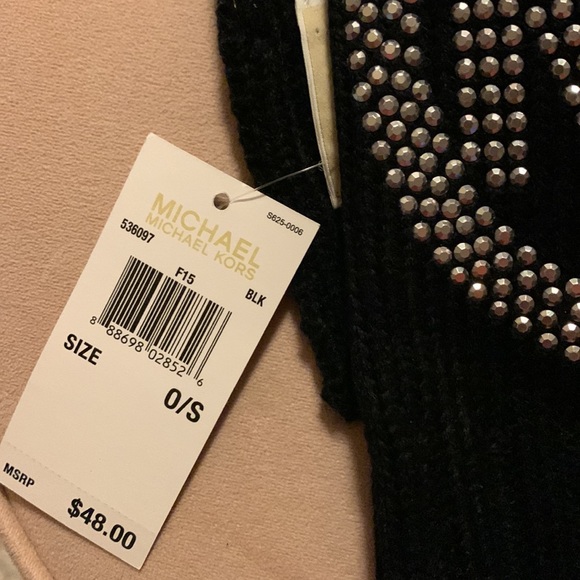 MICHAEL
MICHAEL KORS
S625-0006
536097
F15
BLK
8 88698 02852 6
SIZE
O/S
MSRP
$48.00